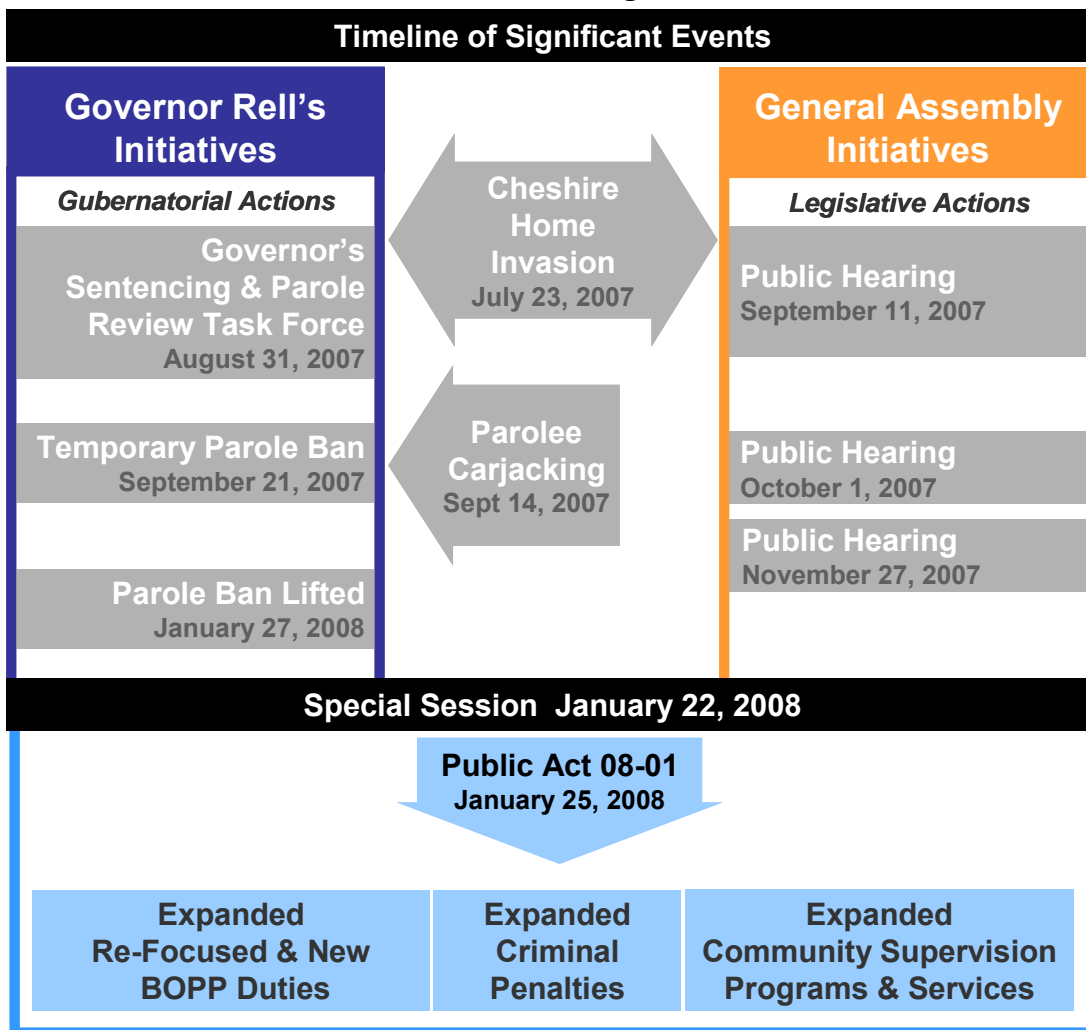 Timeline of Significant Events
Governor Rell's
Initiatives
Gubernatorial Actions
Governor's
Sentencing & Parole
Review Task Force
August 31, 2007
Temporary Parole Ban
September 21, 2007
Parole Ban Lifted
January 27, 2008
Cheshire
Home
Invasion
July 23, 2007
Parolee
Carjacking
Sept 14, 2007
General Assembly
Initiatives
Legislative Actions
Public Hearing
September 11, 2007
Public Hearing
October 1, 2007
Public Hearing
November 27, 2007
Special Session January 22, 2008
Public Act 08-01
January 25, 2008
Expanded
Re-Focused & New
BOPP Duties
Expanded
Criminal
Penalties
Expanded
Community Supervision
Programs & Services